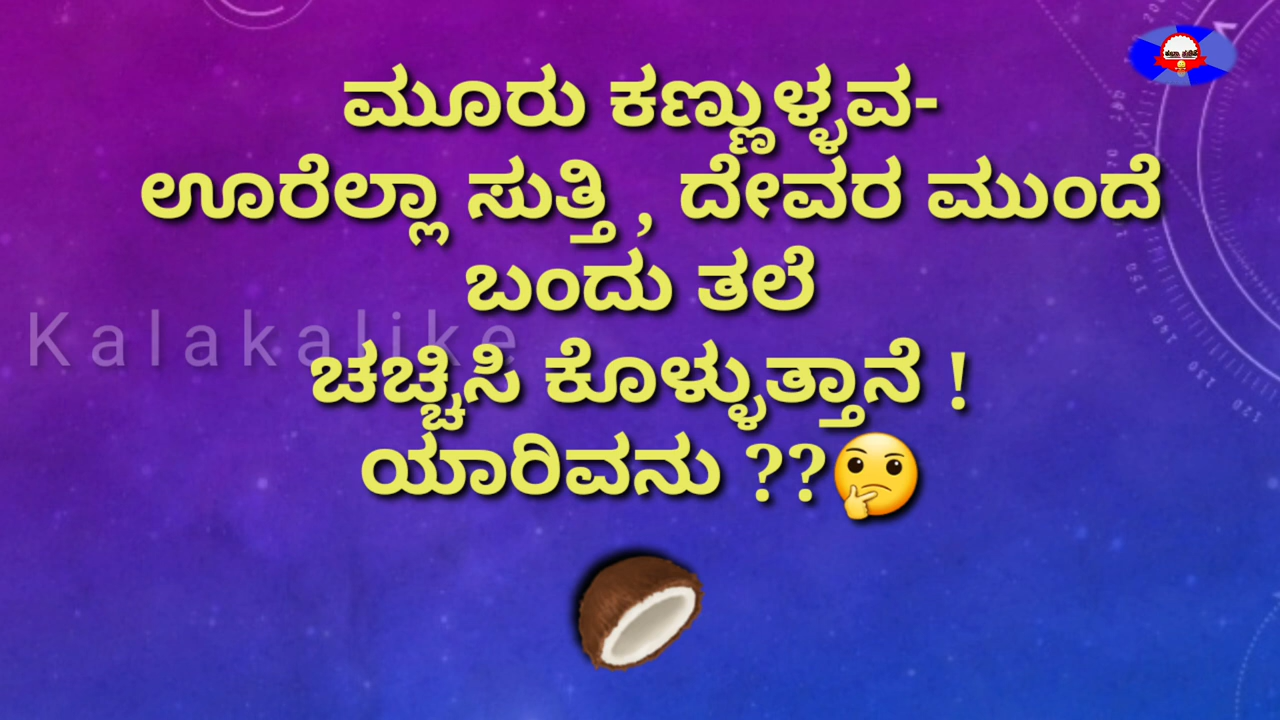 ಮೂರು ಕಣ್ಣುಳ್ಳವ-
ಊರೆಲ್ಲಾ ಸುತ್ತಿ , ದೇವರ ಮುಂದೆ
ಬಂದು ತಲೆ
Kalakalike
ಚಚ್ಚಿಸಿ ಕೊಳ್ಳುತ್ತಾನೆ !
ಯಾರಿವನು ??🤔